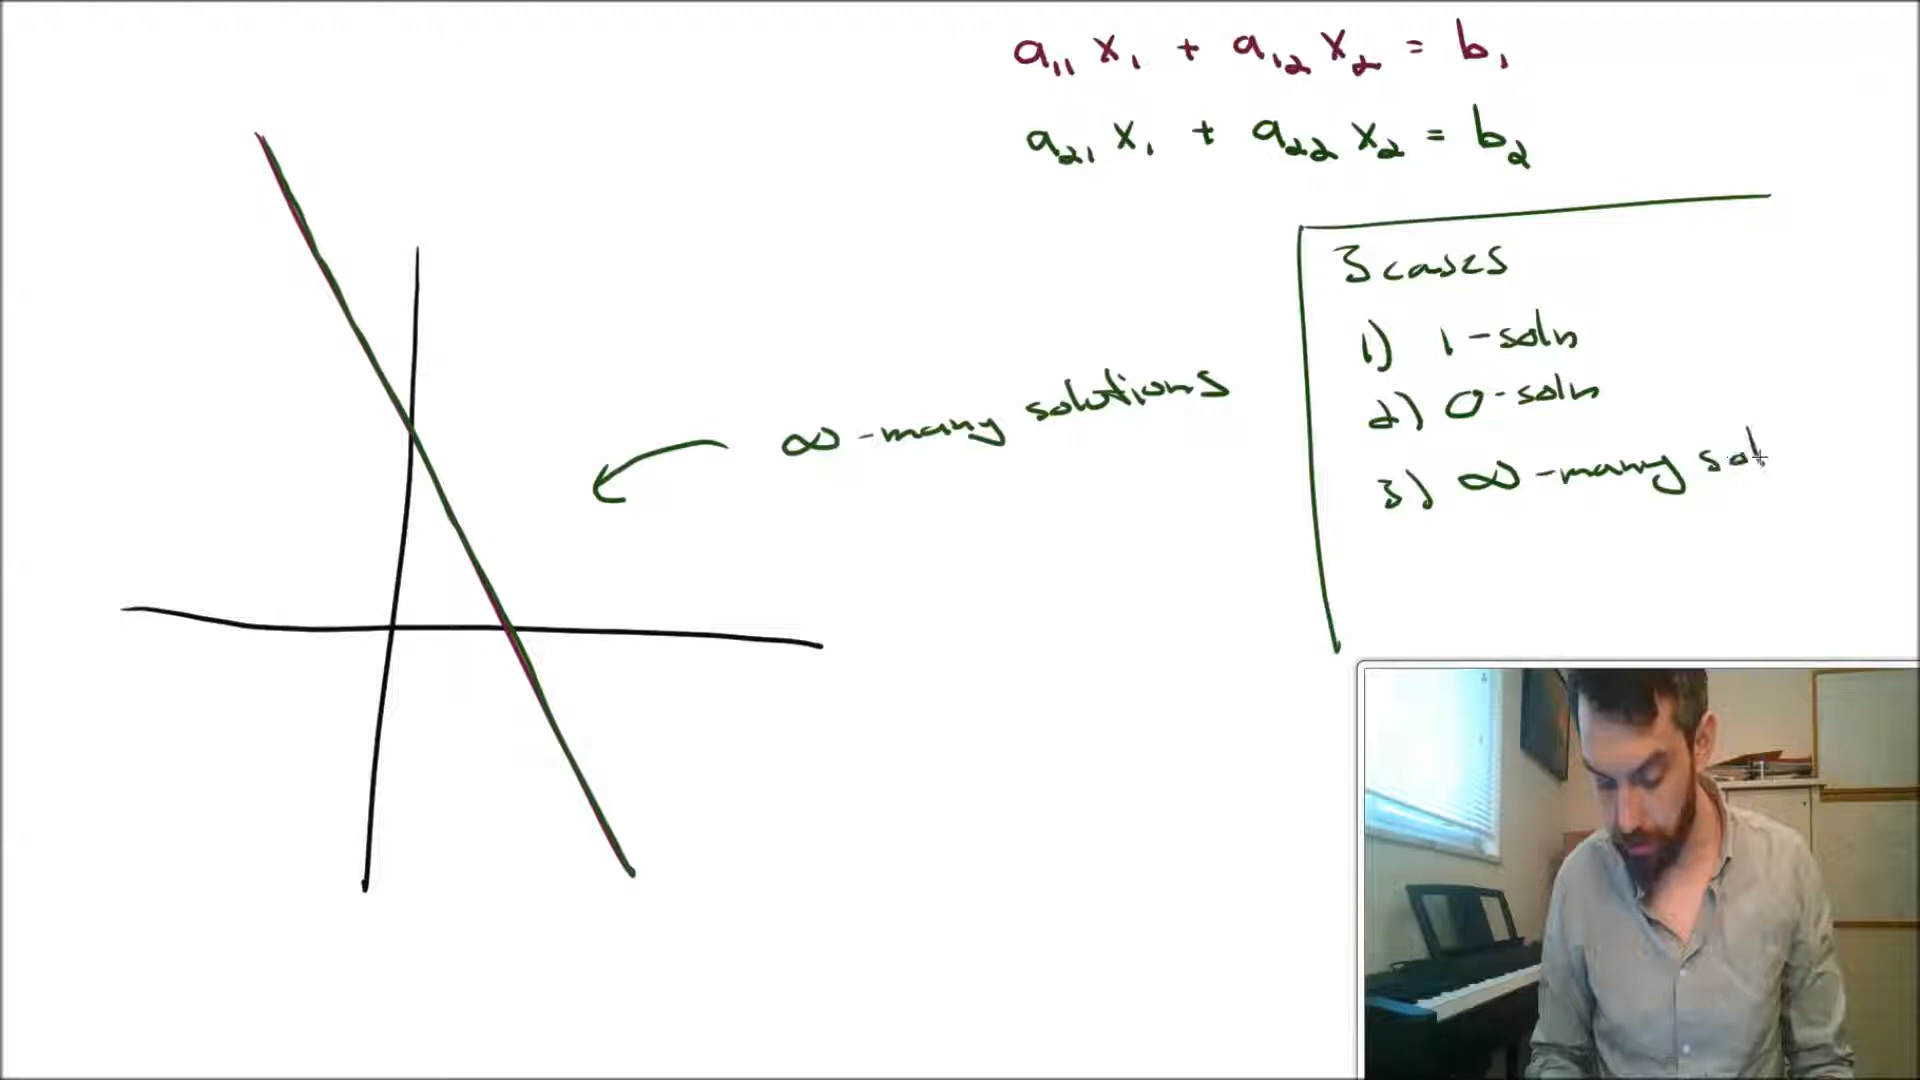 a₁₁ x₁ + a₁₂ x₂ = b₁
a₂₁ x₁ + a₂₂ x₂ = b₂
3 cases
1) 1-soln
2) 0-soln
3) ∞-many sol
∞-many solutions